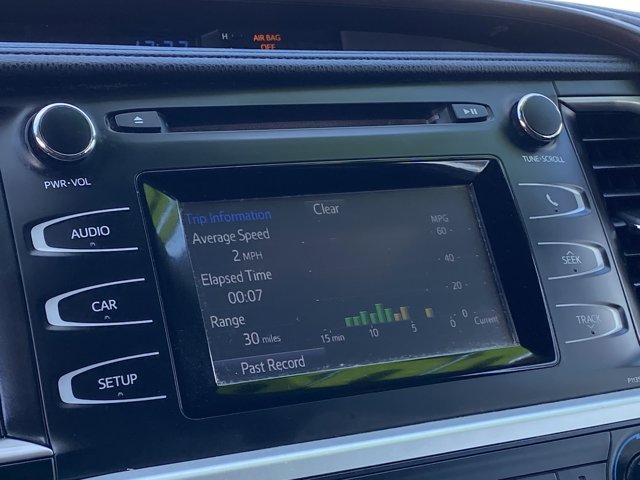 H
AIR BAG
OFF
PWR•VOL
TUNE•SCROLL
AUDIO
CAR
SETUP
SEEK
TRACK
Trip Information
Clear
MPG
Average Speed
60
2 MPH
40
Elapsed Time
00:07
20
Range
30 miles
15 min
10
5
0
0
Current
Past Record